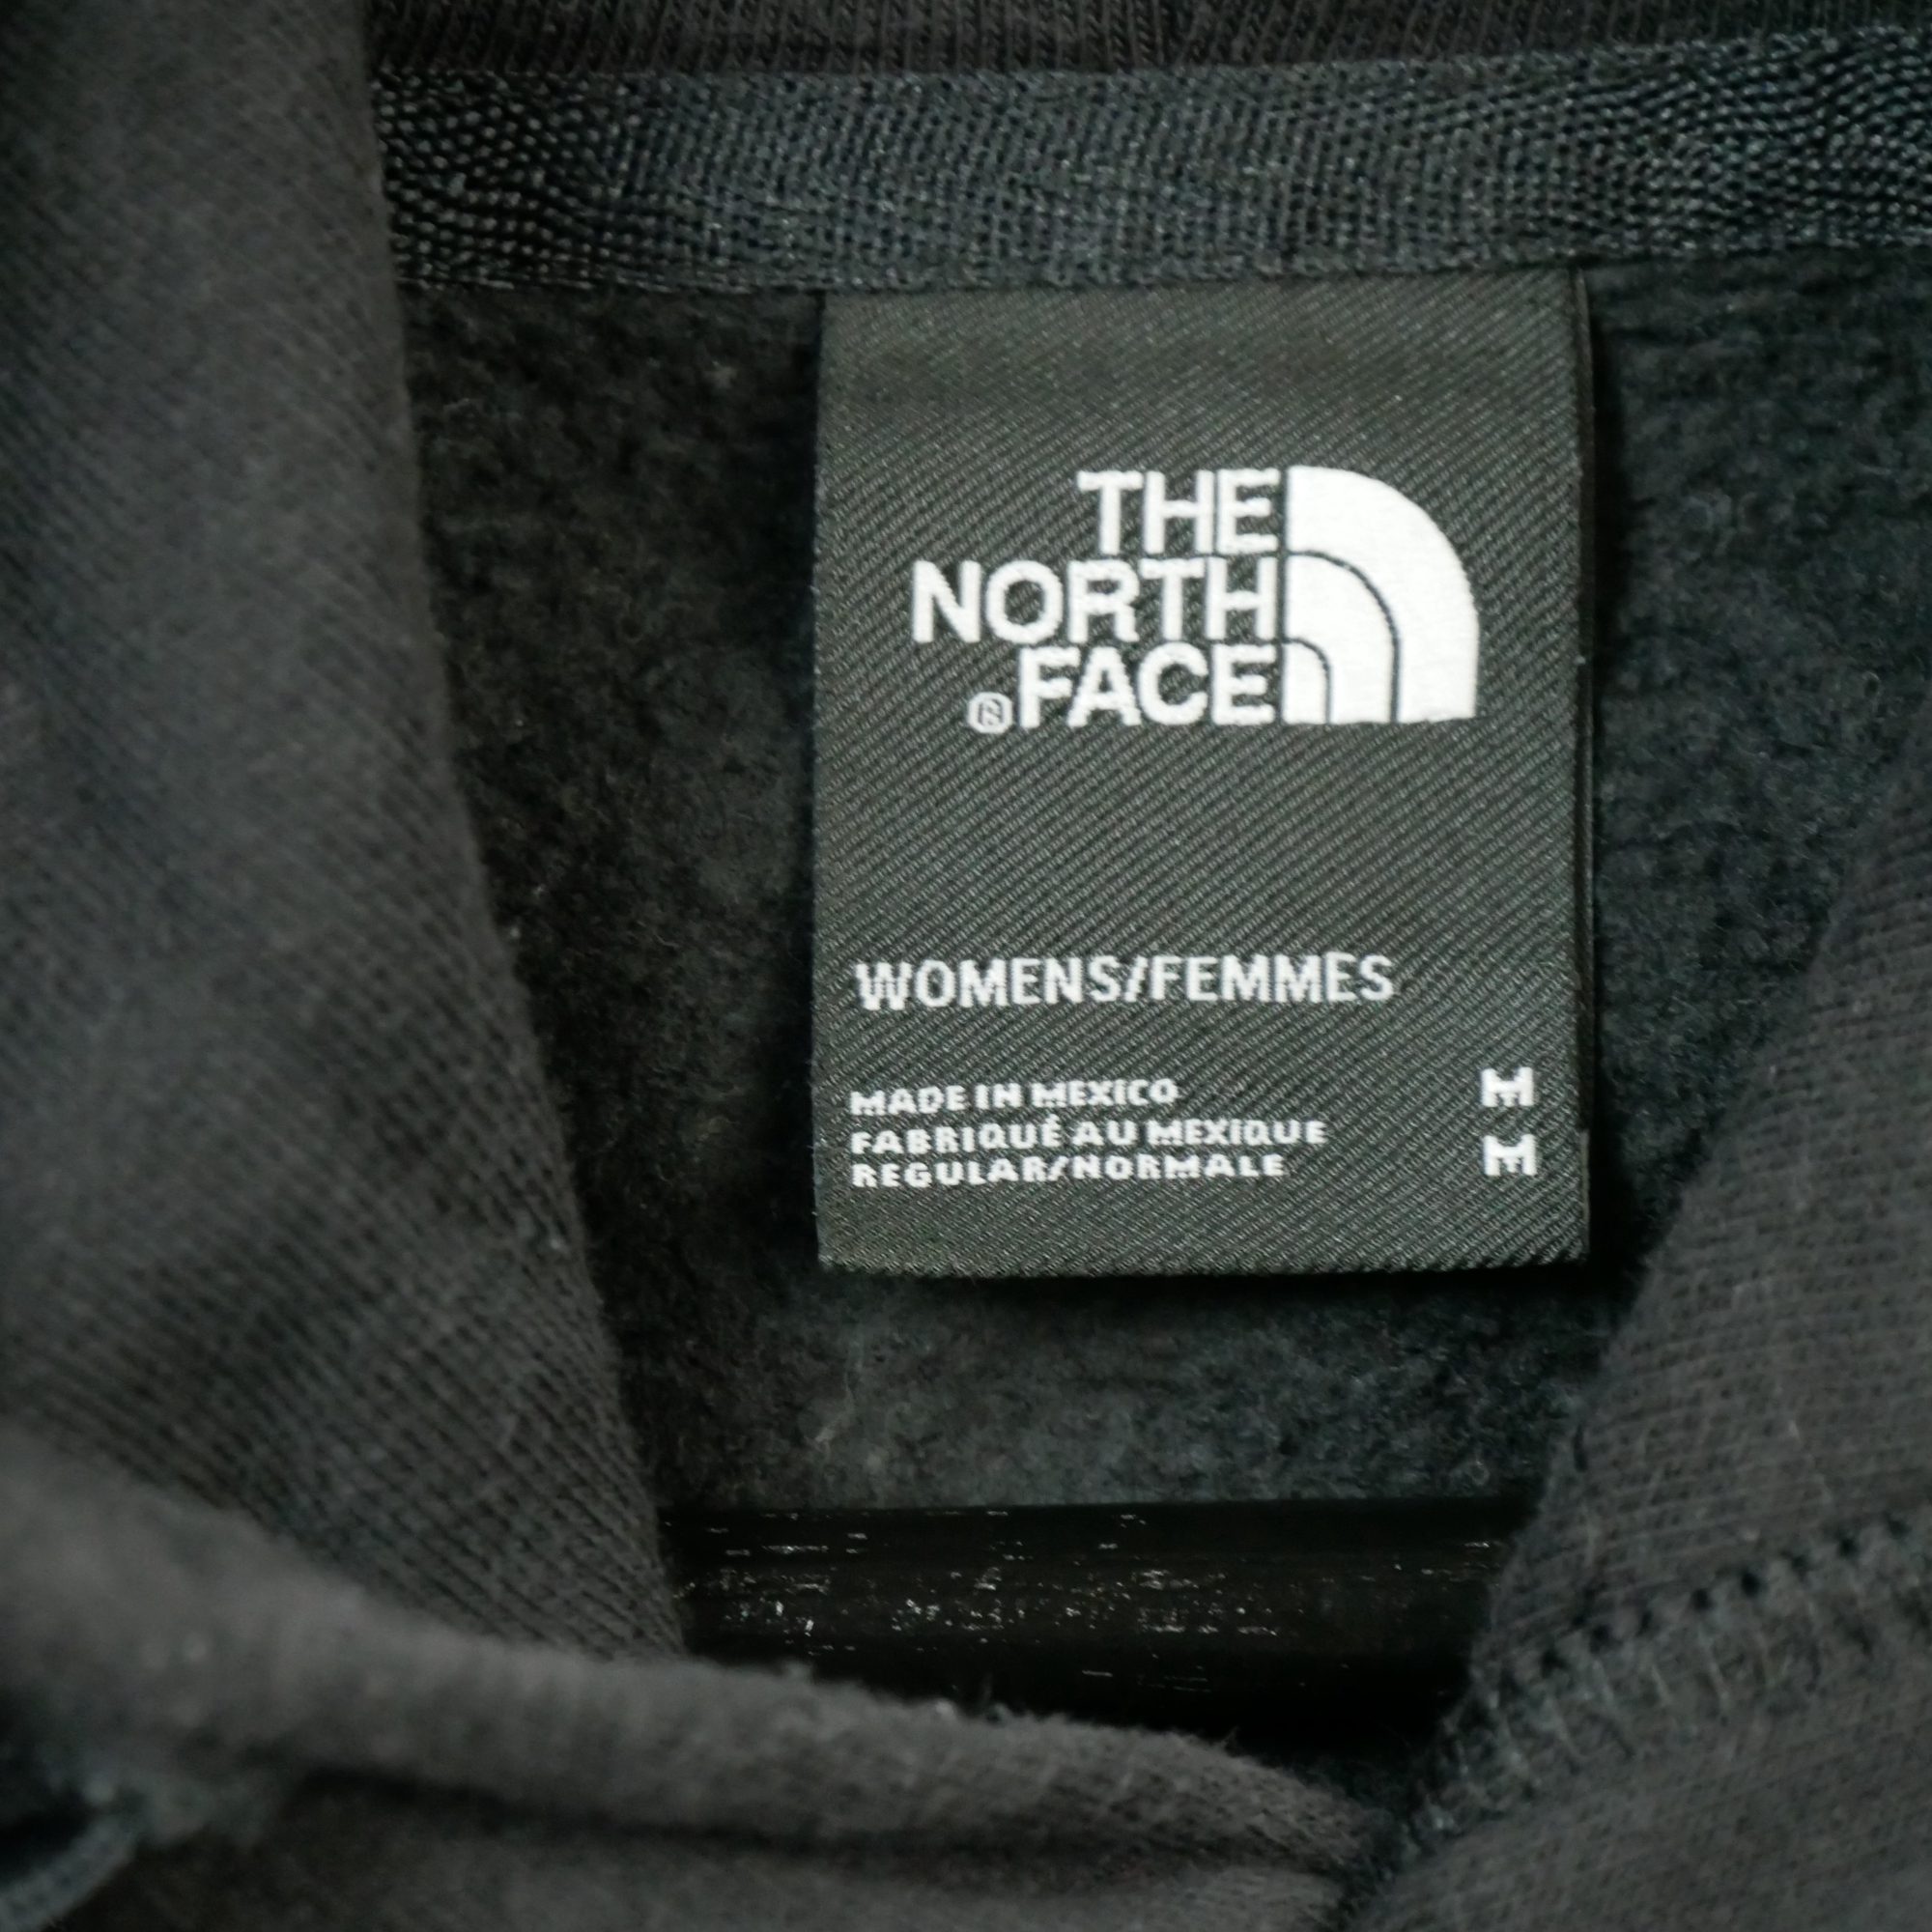 THE
NORTH
®FACE
WOMENS/FEMMES
MADE IN MEXICO M
FABRIQUÉ AU MEXIQUE M
REGULAR/NORMALE